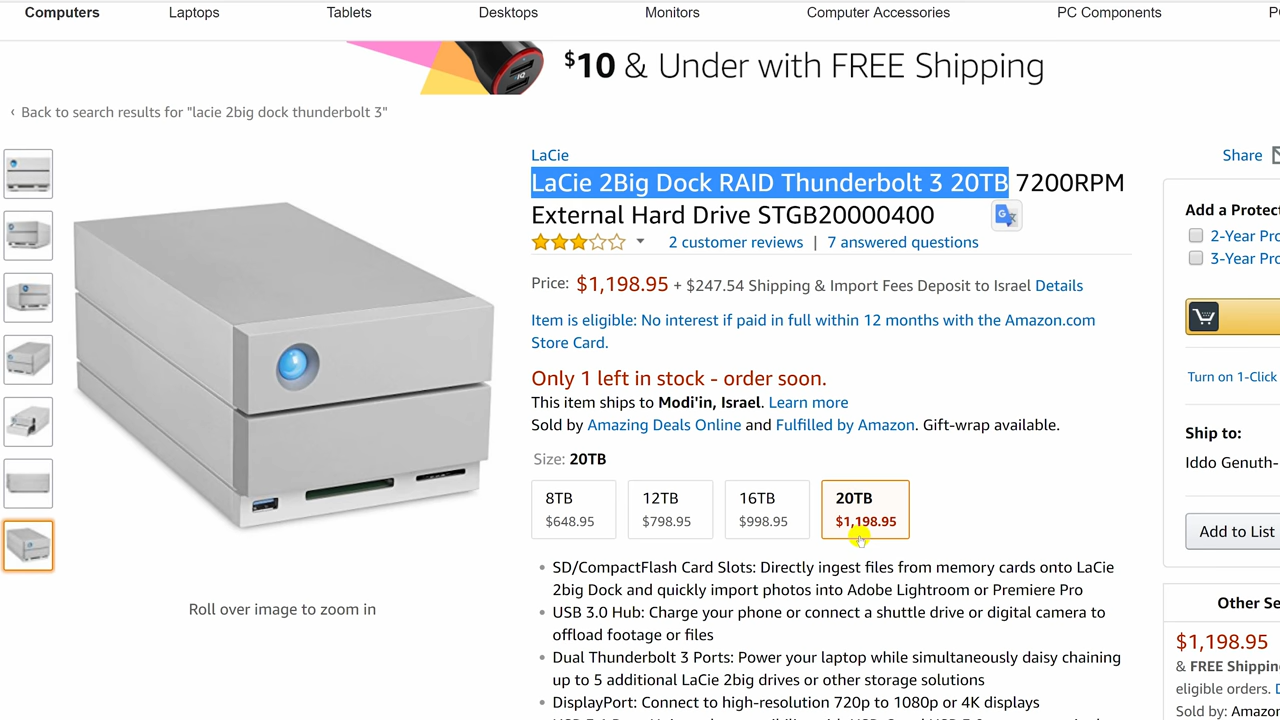 Computers Laptops Tablets Desktops Monitors Computer Accessories PC Components
$10 & Under with FREE Shipping
‹ Back to search results for "lacie 2big dock thunderbolt 3"
LaCie
Share
LaCie 2Big Dock RAID Thunderbolt 3 20TB 7200RPM
External Hard Drive STGB20000400
2 customer reviews | 7 answered questions
Price: $1,198.95 + $247.54 Shipping & Import Fees Deposit to Israel Details
Item is eligible: No interest if paid in full within 12 months with the Amazon.com
Store Card.
Only 1 left in stock - order soon.
This item ships to Modi'in, Israel. Learn more
Sold by Amazing Deals Online and Fulfilled by Amazon. Gift-wrap available.
Size: 20TB
8TB 12TB 16TB 20TB
$648.95 $798.95 $998.95 $1,198.95
• SD/CompactFlash Card Slots: Directly ingest files from memory cards onto LaCie
2big Dock and quickly import photos into Adobe Lightroom or Premiere Pro
• USB 3.0 Hub: Charge your phone or connect a shuttle drive or digital camera to
offload footage or files
• Dual Thunderbolt 3 Ports: Power your laptop while simultaneously daisy chaining
up to 5 additional LaCie 2big drives or other storage solutions
• DisplayPort: Connect to high-resolution 720p to 1080p or 4K displays
Roll over image to zoom in
Add a Protec
2-Year Pro
3-Year Pro
Turn on 1-Click
Ship to:
Iddo Genuth-
Add to List
Other Se
$1,198.95
& FREE Shippin
eligible orders. D
Sold by: Amazo